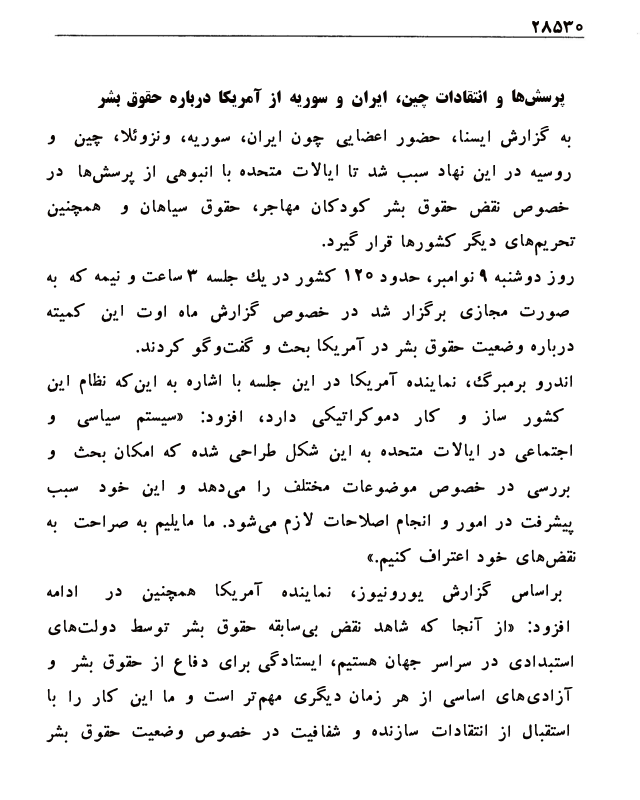 ۲۸۵۳۰
پرسش‌ها و انتقادات چین، ایران و سوریه از آمریکا درباره حقوق بشر
به گزارش ایسنا، حضور اعضایی چون ایران، سوریه، ونزوئلا، چین و
روسیه در این نهاد سبب شد تا ایالات متحده با انبوهی از پرسش‌ها در
خصوص نقض حقوق بشر کودکان مهاجر، حقوق سیاهان و همچنین
تحریم‌های دیگر کشورها قرار گیرد.
روز دوشنبه ۹ نوامبر، حدود ۱۲۰ کشور در یك جلسه ۳ ساعت و نیمه که به
صورت مجازی برگزار شد در خصوص گزارش ماه اوت این کمیته
درباره وضعیت حقوق بشر در آمریکا بحث و گفت‌وگو کردند.
اندرو برمبرگ، نماینده آمریکا در این جلسه با اشاره به این‌که نظام این
کشور ساز و کار دموکراتیکی دارد، افزود: «سیستم سیاسی و
اجتماعی در ایالات متحده به این شکل طراحی شده که امکان بحث و
بررسی در خصوص موضوعات مختلف را می‌دهد و این خود سبب
پیشرفت در امور و انجام اصلاحات لازم می‌شود. ما مایلیم به صراحت به
نقض‌های خود اعتراف کنیم.»
براساس گزارش یورونیوز، نماینده آمریکا همچنین در ادامه
افزود: «از آنجا که شاهد نقض بی‌سابقه حقوق بشر توسط دولت‌های
استبدادی در سراسر جهان هستیم، ایستادگی برای دفاع از حقوق بشر و
آزادی‌های اساسی از هر زمان دیگری مهم‌تر است و ما این کار را با
استقبال از انتقادات سازنده و شفافیت در خصوص وضعیت حقوق بشر